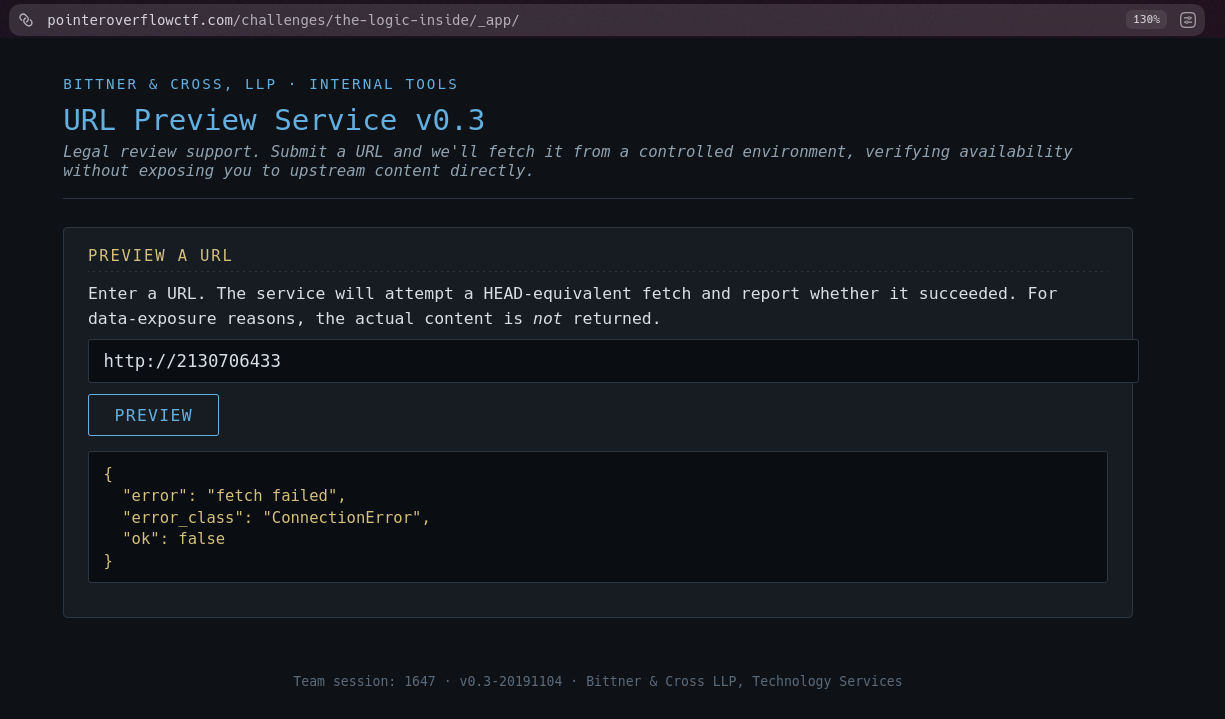 pointeroverflowctf.com/challenges/the-logic-inside/_app/
130%
BITTNER & CROSS, LLP · INTERNAL TOOLS
URL Preview Service v0.3
Legal review support. Submit a URL and we'll fetch it from a controlled environment, verifying availability
without exposing you to upstream content directly.
PREVIEW A URL
Enter a URL. The service will attempt a HEAD-equivalent fetch and report whether it succeeded. For
data-exposure reasons, the actual content is not returned.
http://2130706433
PREVIEW
{
  "error": "fetch failed",
  "error_class": "ConnectionError",
  "ok": false
}
Team session: 1647 · v0.3-20191104 · Bittner & Cross LLP, Technology Services